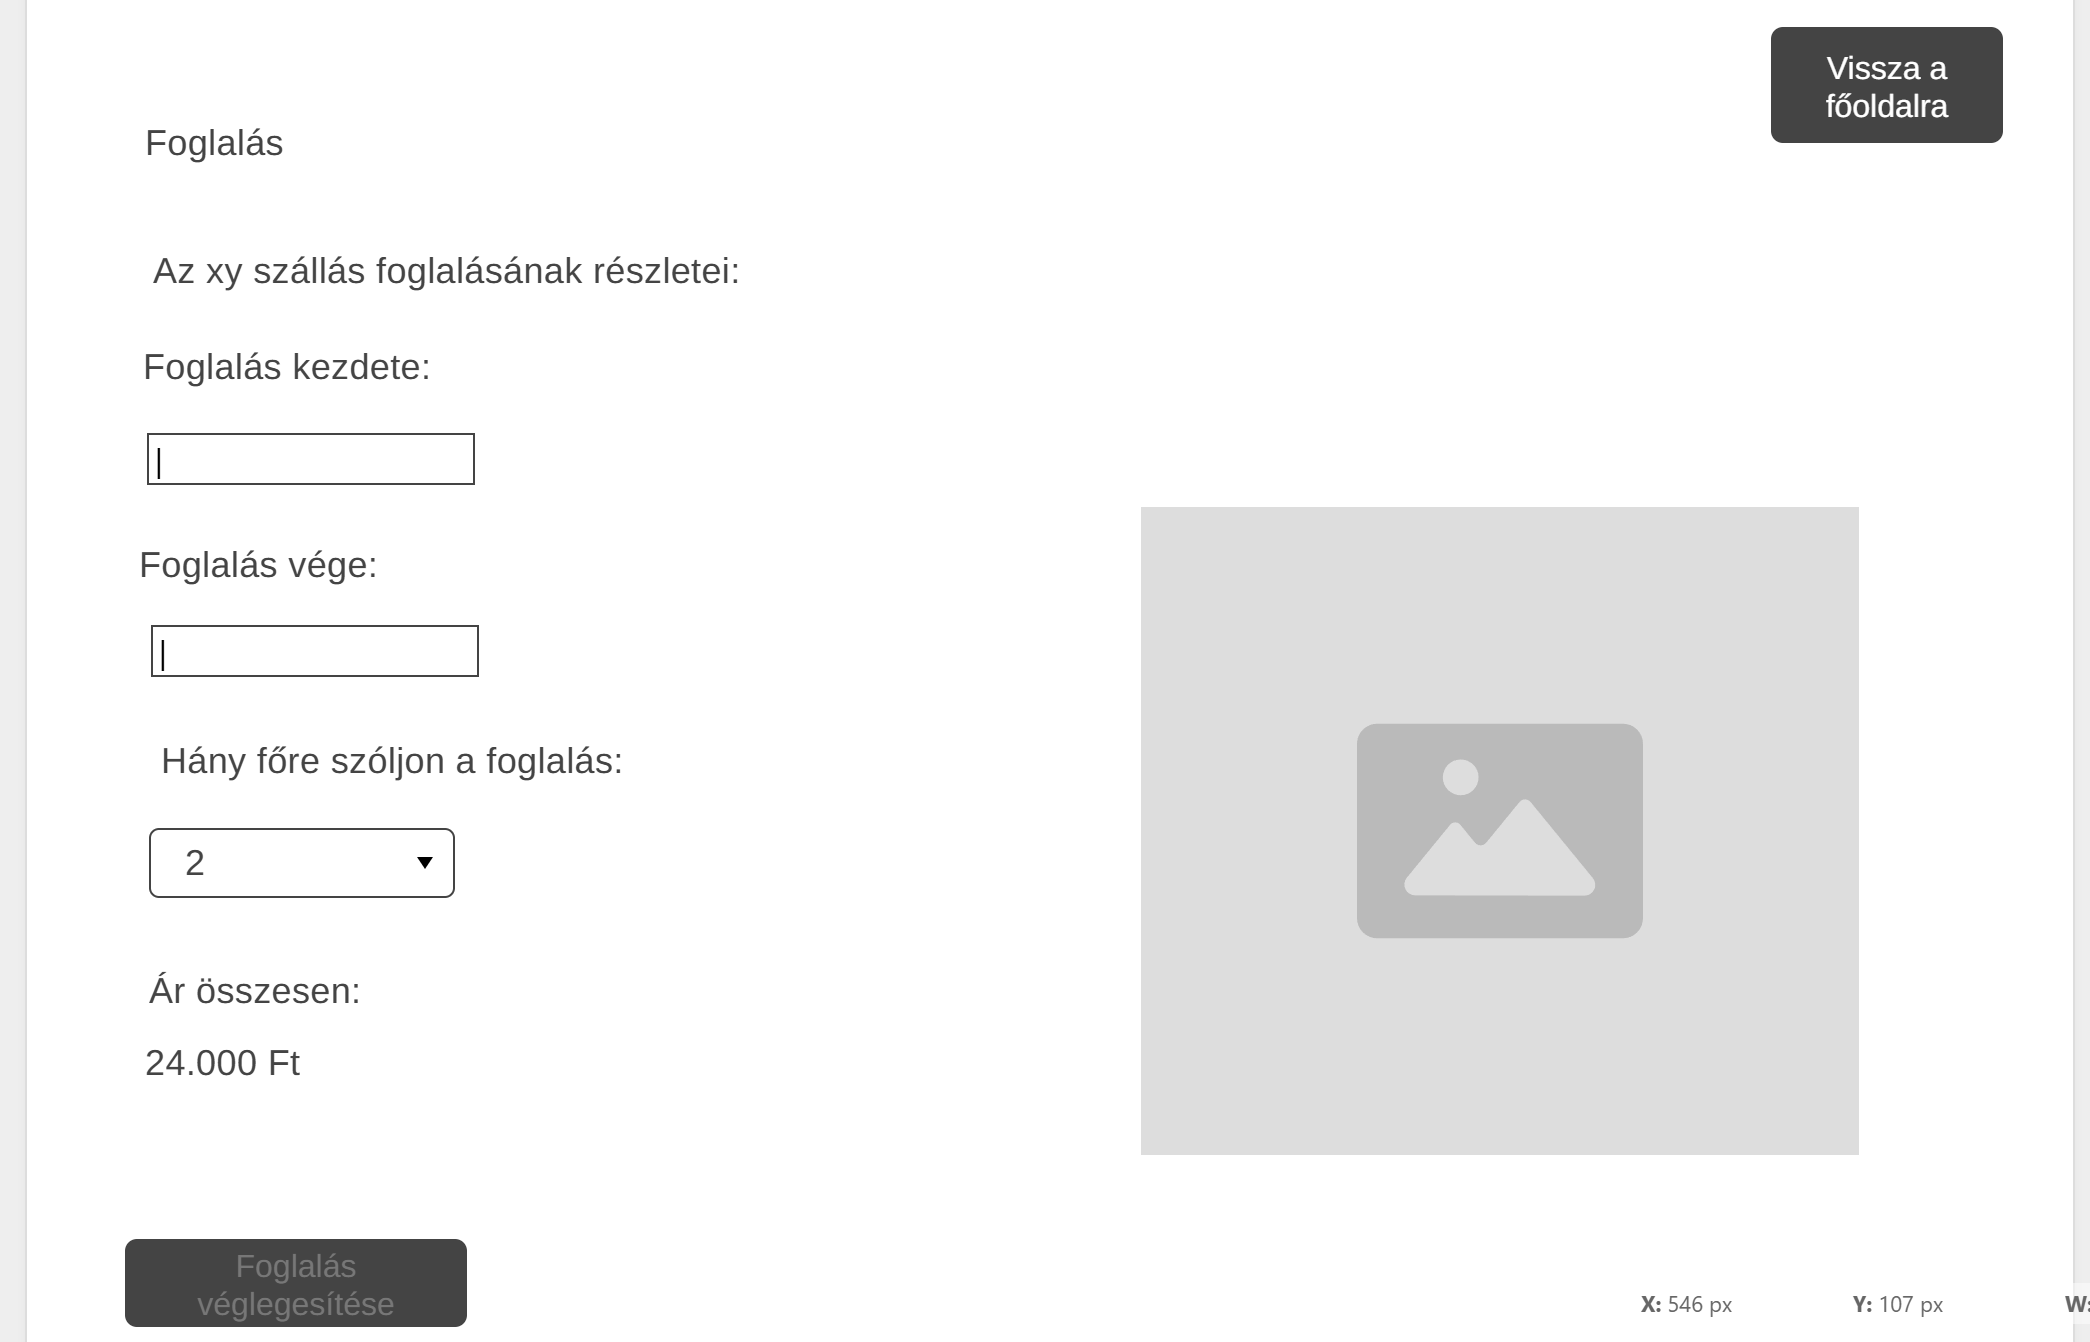 Vissza a
főoldalra
Foglalás
Az xy szállás foglalásának részletei:
Foglalás kezdete:
Foglalás vége:
Hány főre szóljon a foglalás:
2
Ár összesen:
24.000 Ft
Foglalás
véglegesítése
X: 546 px Y: 107 px W: